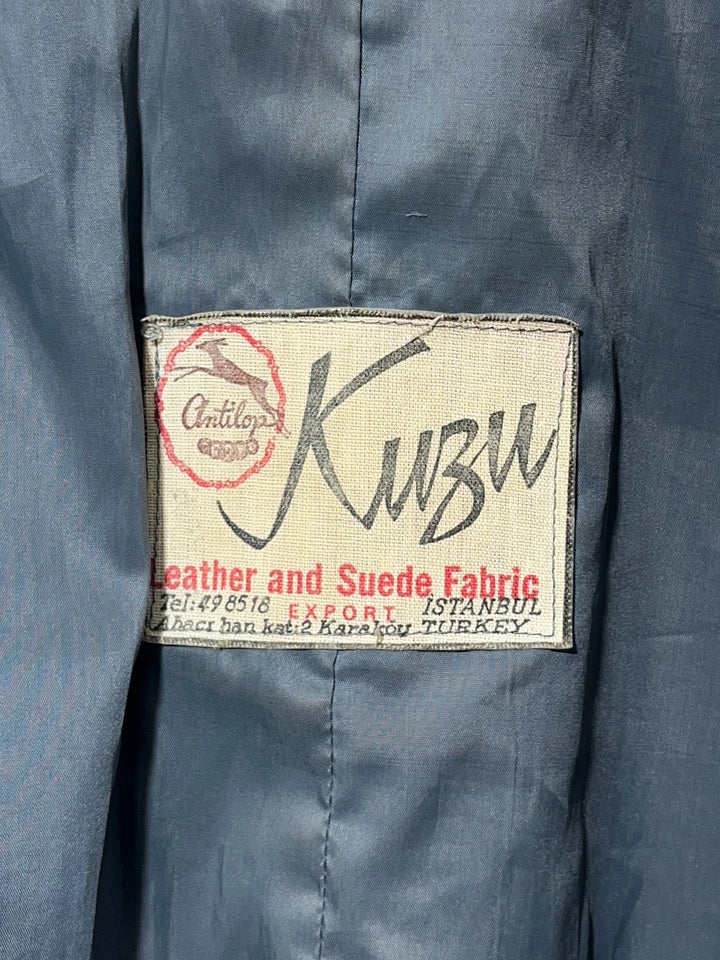 Antilop
Kuzu
Leather and Suede Fabric
Tel: 49 85 18 EXPORT ISTANBUL
Abacı han kat:2 Karaköy TURKEY